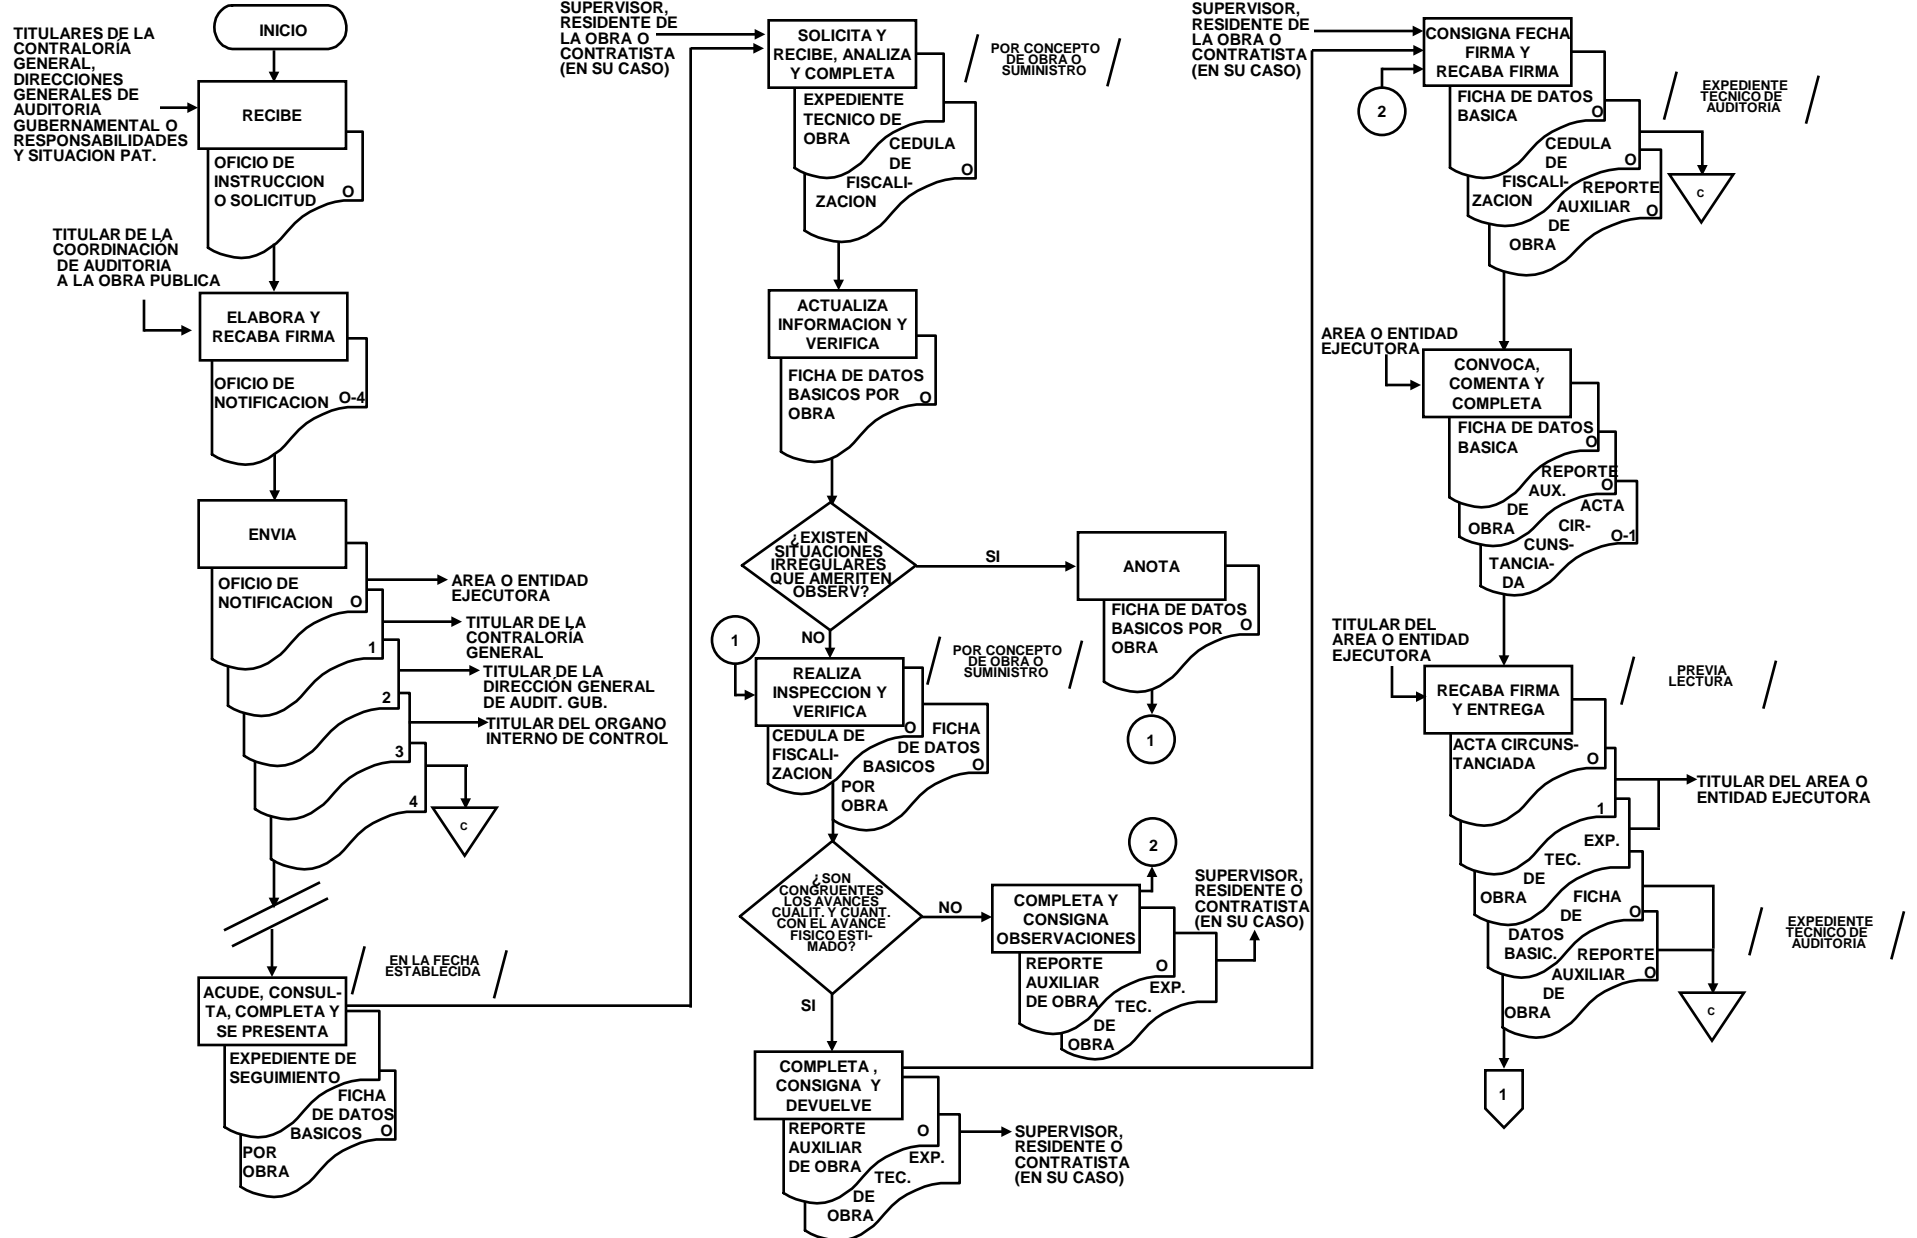 INICIO
TITULARES DE LA
CONTRALORÍA
GENERAL,
DIRECCIONES
GENERALES DE
AUDITORIA
GUBERNAMENTAL O
RESPONSABILIDADES
Y SITUACION PAT.
RECIBE
OFICIO DE
INSTRUCCION
O SOLICITUD
O
TITULAR DE LA
COORDINACIÓN
DE AUDITORIA
A LA OBRA PUBLICA
ELABORA Y
RECABA FIRMA
OFICIO DE
NOTIFICACION
O-4
ENVIA
OFICIO DE
NOTIFICACION
O
AREA O ENTIDAD
EJECUTORA
1
TITULAR DE LA
CONTRALORÍA
GENERAL
2
TITULAR DE LA
DIRECCIÓN GENERAL
DE AUDIT. GUB.
3
TITULAR DEL ORGANO
INTERNO DE CONTROL
4
C
EN LA FECHA
ESTABLECIDA
ACUDE, CONSUL-
TA, COMPLETA Y
SE PRESENTA
EXPEDIENTE DE
SEGUIMIENTO
FICHA
DE DATOS
BASICOS
O
POR
OBRA
SUPERVISOR,
RESIDENTE DE
LA OBRA O
CONTRATISTA
(EN SU CASO)
SOLICITA Y
RECIBE, ANALIZA
Y COMPLETA
POR CONCEPTO
DE OBRA O
SUMINISTRO
EXPEDIENTE
TECNICO DE
OBRA
CEDULA
DE
FISCALI-
ZACION
O
ACTUALIZA
INFORMACION Y
VERIFICA
FICHA DE DATOS
BASICOS POR
OBRA
O
¿EXISTEN
SITUACIONES
IRREGULARES
QUE AMERITEN
OBSERV?
SI
ANOTA
FICHA DE DATOS
BASICOS POR
OBRA
O
1
NO
1
REALIZA
INSPECCION Y
VERIFICA
POR CONCEPTO
DE OBRA O
SUMINISTRO
CEDULA DE
FISCALI-
ZACION
O
FICHA
DE DATOS
BASICOS
O
POR
OBRA
¿SON
CONGRUENTES
LOS AVANCES
CUALIT. Y CUANT.
CON EL AVANCE
FISICO ESTI-
MADO?
NO
2
COMPLETA Y
CONSIGNA
OBSERVACIONES
SUPERVISOR,
RESIDENTE O
CONTRATISTA
(EN SU CASO)
REPORTE
AUXILIAR
DE OBRA
O
EXP.
TEC.
DE
OBRA
SI
COMPLETA ,
CONSIGNA Y
DEVUELVE
REPORTE
AUXILIAR
DE OBRA
O
EXP.
TEC.
DE
OBRA
SUPERVISOR,
RESIDENTE O
CONTRATISTA
(EN SU CASO)
SUPERVISOR,
RESIDENTE DE
LA OBRA O
CONTRATISTA
(EN SU CASO)
CONSIGNA FECHA
FIRMA Y
RECABA FIRMA
2
EXPEDIENTE
TECNICO DE
AUDITORIA
FICHA DE DATOS
BASICA
O
CEDULA
DE
FISCALI-
ZACION
O
REPORTE
AUXILIAR
DE
OBRA
O
C
AREA O ENTIDAD
EJECUTORA
CONVOCA,
COMENTA Y
COMPLETA
FICHA DE DATOS
BASICA
O
REPORTE
AUX.
DE
OBRA
O
ACTA
CIR-
CUNS-
TANCIA-
DA
O-1
TITULAR DEL
AREA O ENTIDAD
EJECUTORA
RECABA FIRMA
Y ENTREGA
PREVIA
LECTURA
ACTA CIRCUNS-
TANCIADA
O
TITULAR DEL AREA O
ENTIDAD EJECUTORA
1
EXP.
TEC.
DE
OBRA
FICHA
DE
DATOS
BASIC.
O
REPORTE
AUXILIAR
DE
OBRA
O
EXPEDIENTE
TECNICO DE
AUDITORIA
C
1